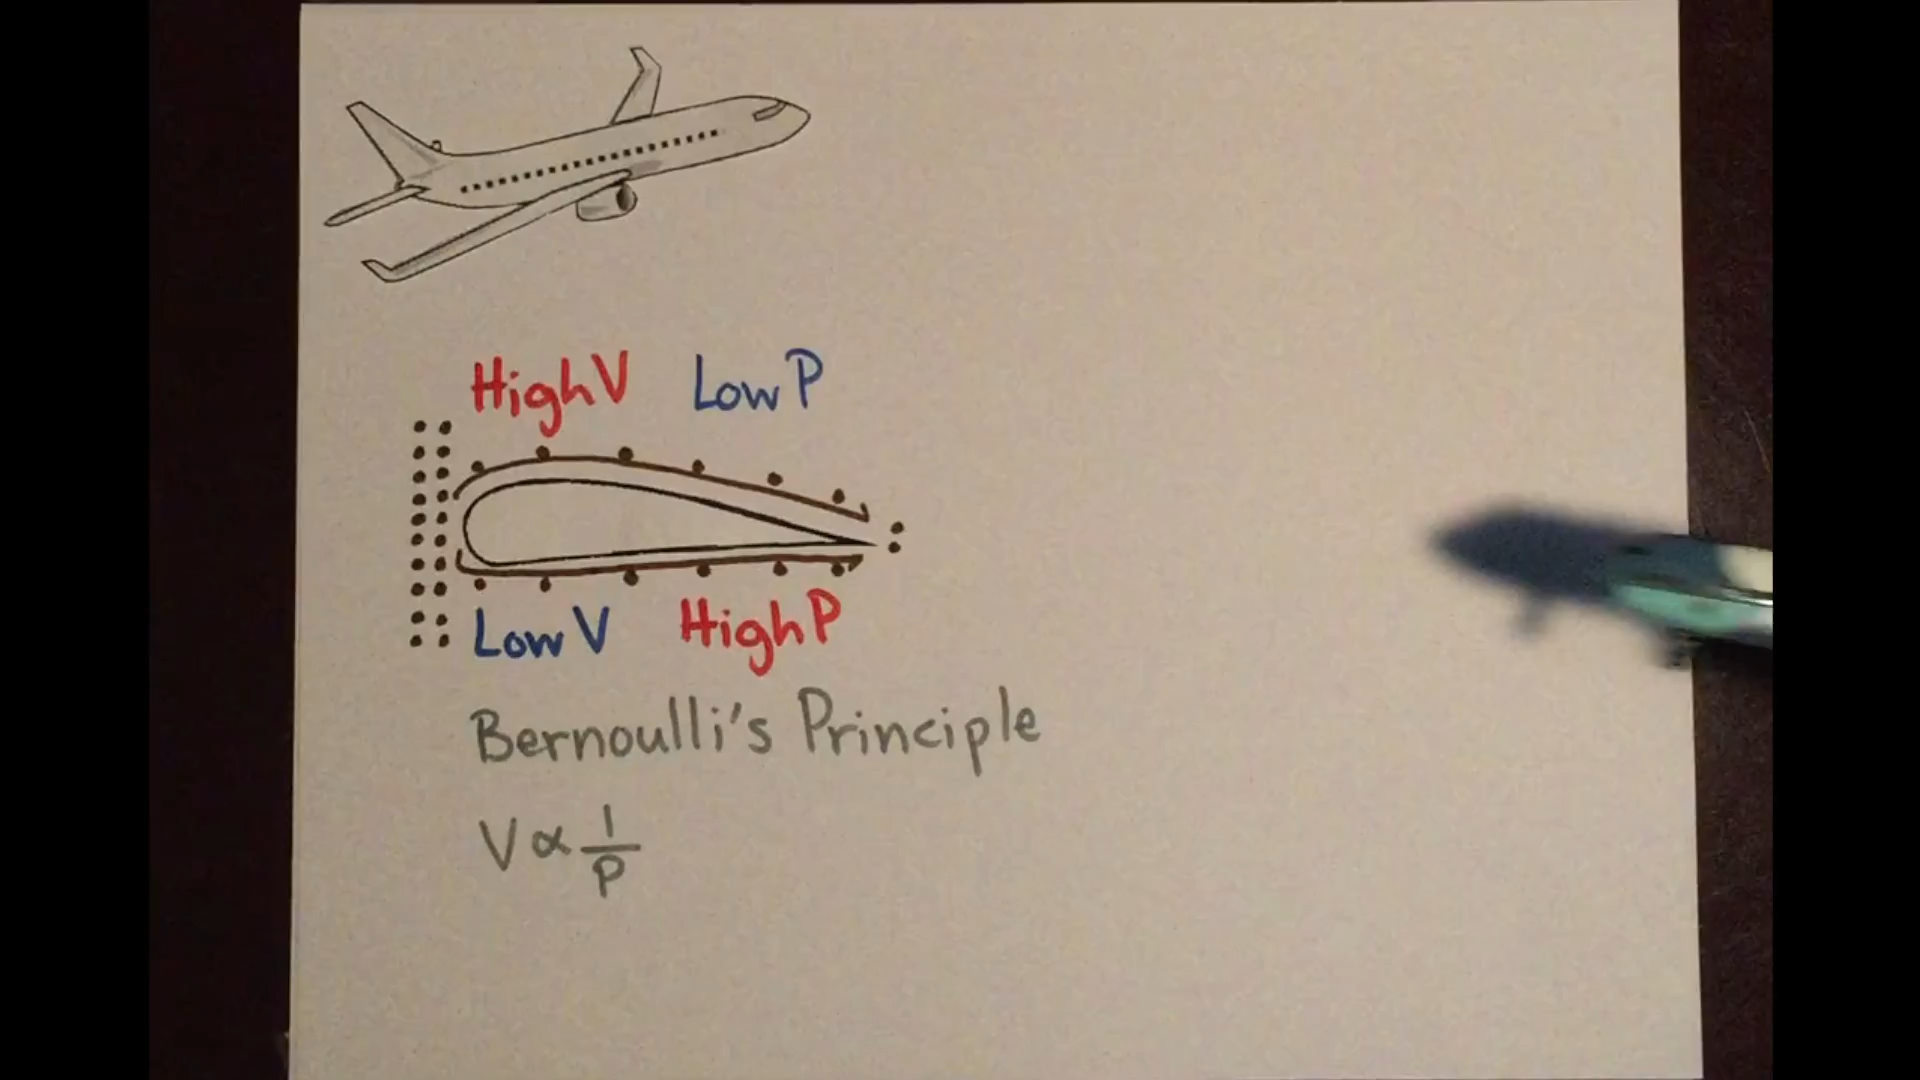 High V Low P
Low V High P
Bernoulli's Principle
V ∝ 1/P